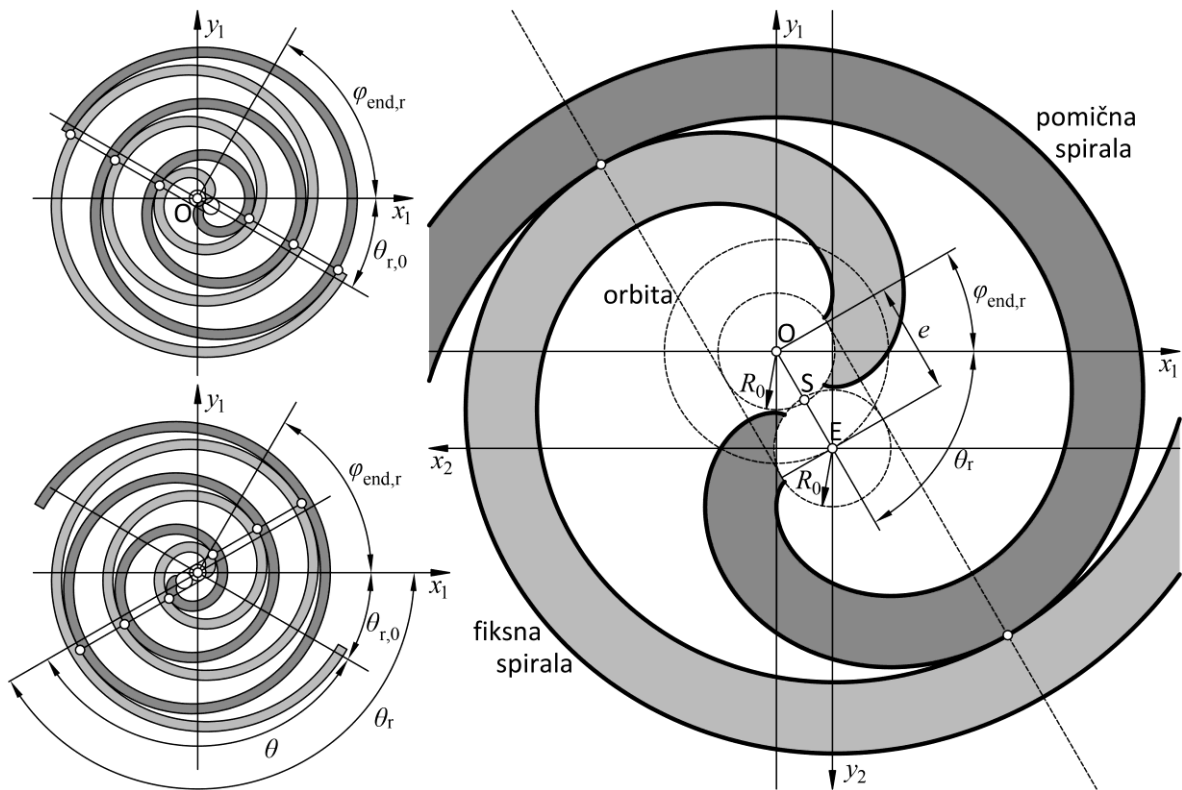 y₁
φend,r
O
x₁
θr,0
y₁
φend,r
x₁
θr,0
θr
θ
y₁
pomična
spirala
orbita
φend,r
O
e
x₁
R₀
S
E
x₂
θr
R₀
fiksna
spirala
y₂